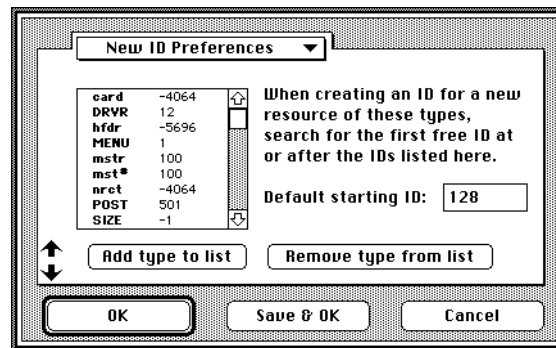 New ID Preferences
card -4064
DRVR 12
hfdr -5696
MENU 1
mstr 100
mst# 100
nrct -4064
POST 501
SIZE -1
When creating an ID for a new
resource of these types,
search for the first free ID at
or after the IDs listed here.
Default starting ID: 128
Add type to list Remove type from list
OK Save & OK Cancel